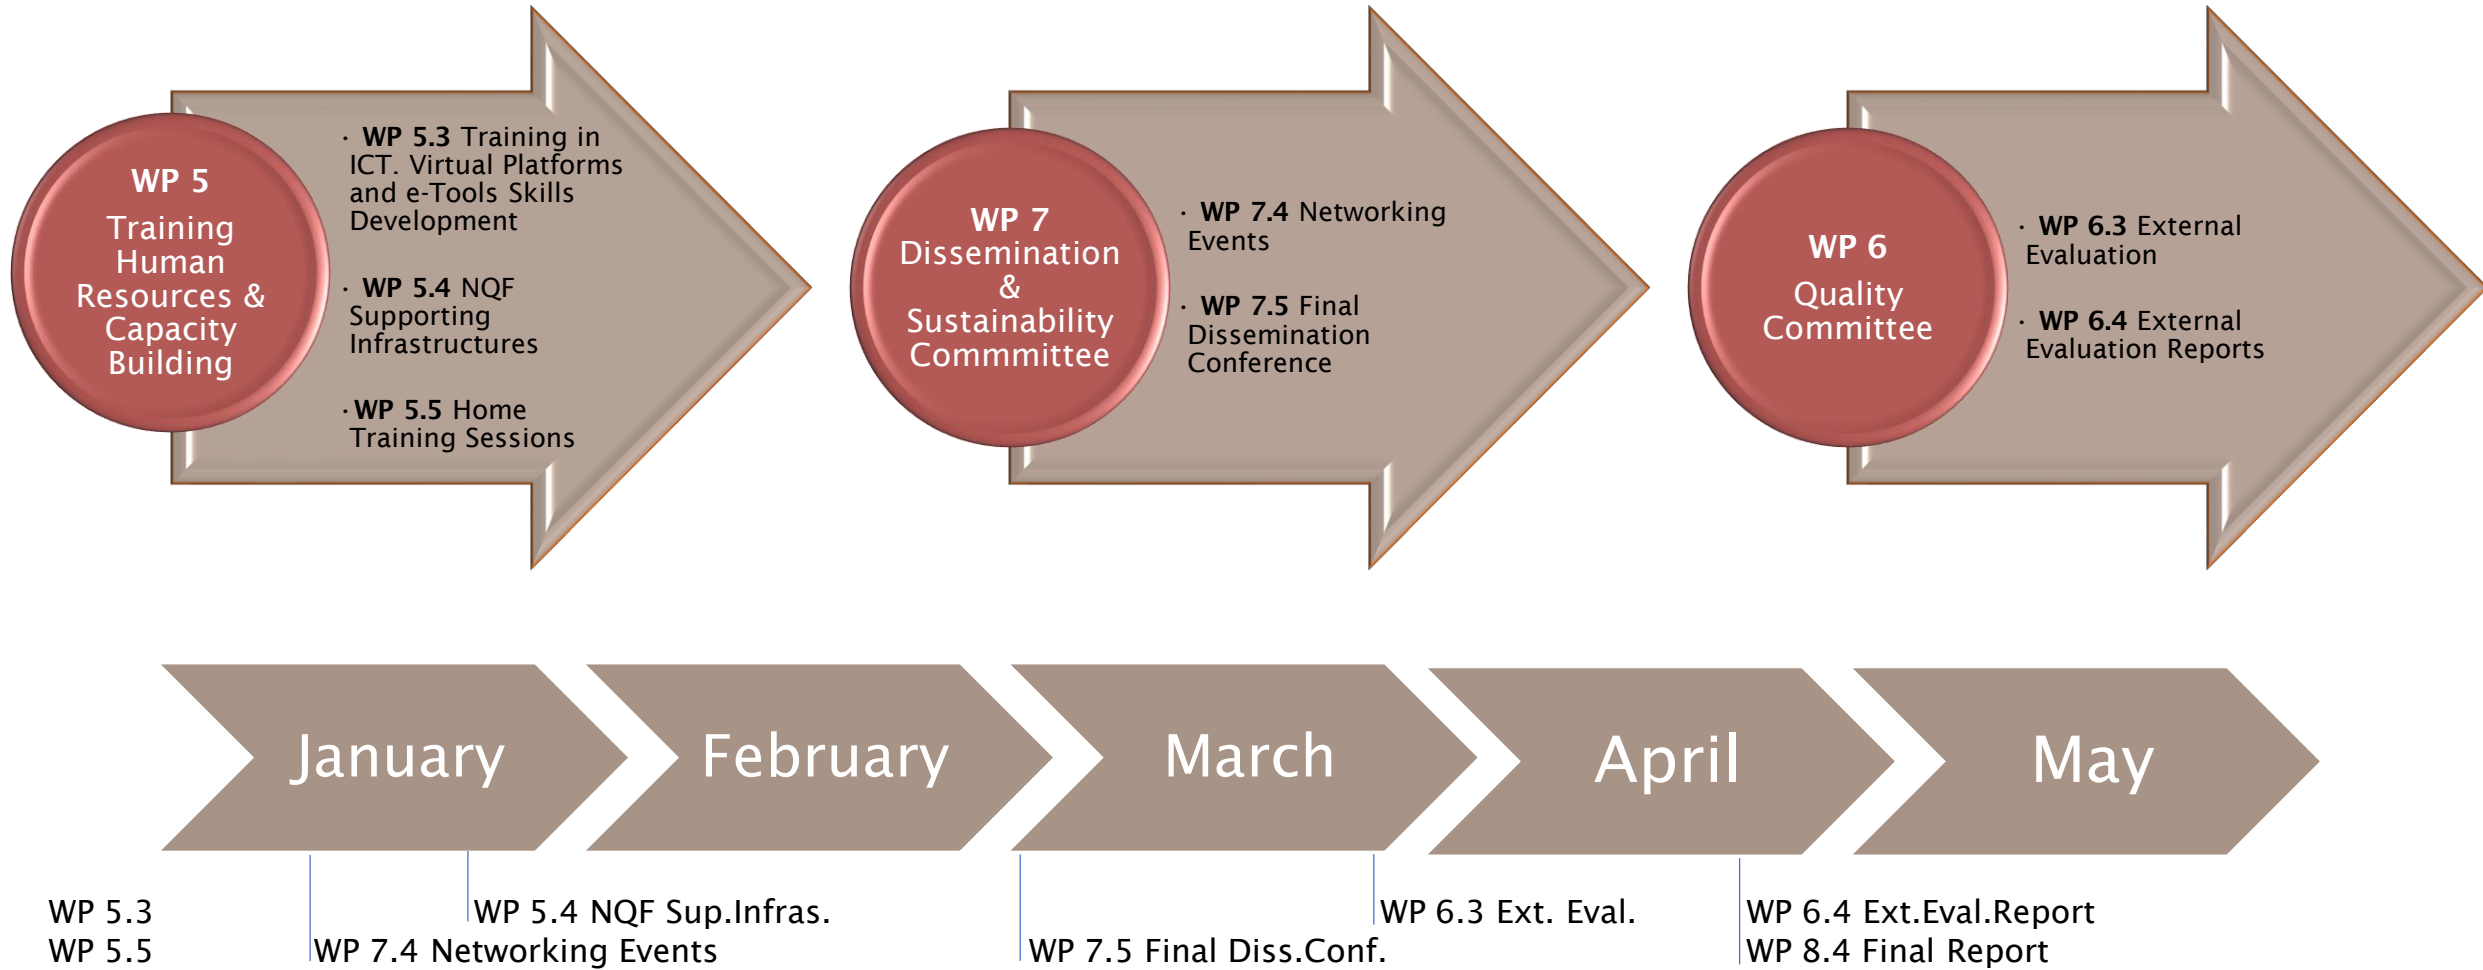 WP 5
Training
Human
Resources &
Capacity
Building
· WP 5.3 Training in
ICT. Virtual Platforms
and e-Tools Skills
Development
· WP 5.4 NQF
Supporting
Infrastructures
· WP 5.5 Home
Training Sessions
WP 7
Dissemination
&
Sustainability
Commmittee
· WP 7.4 Networking
Events
· WP 7.5 Final
Dissemination
Conference
WP 6
Quality
Committee
· WP 6.3 External
Evaluation
· WP 6.4 External
Evaluation Reports
January
February
March
April
May
WP 5.3
WP 5.5
WP 5.4 NQF Sup.Infras.
WP 7.4 Networking Events
WP 7.5 Final Diss.Conf.
WP 6.3 Ext. Eval.
WP 6.4 Ext.Eval.Report
WP 8.4 Final Report